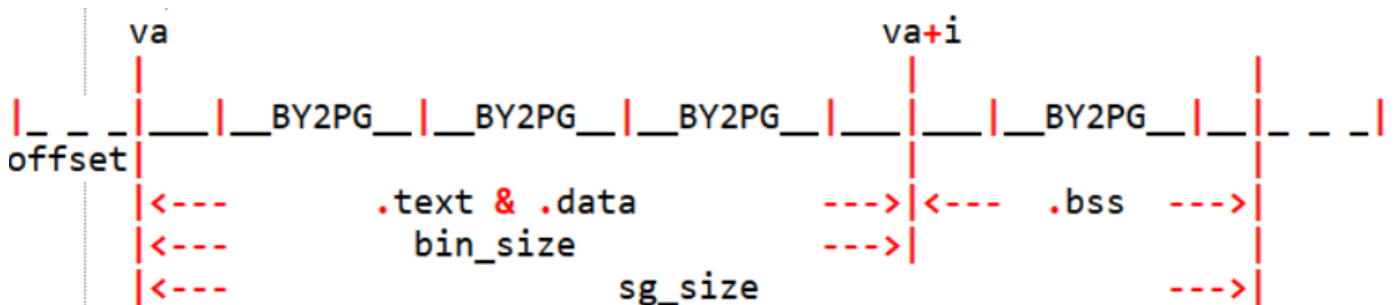 va va+i
| | |
|_ _ _|___|__BY2PG__|__BY2PG__|__BY2PG__|___|___|__BY2PG__|__|_ _ _|
offset| | |
|<--- .text & .data --->|<--- .bss --->|
|<--- bin_size --->| |
|<--- sg_size --->|